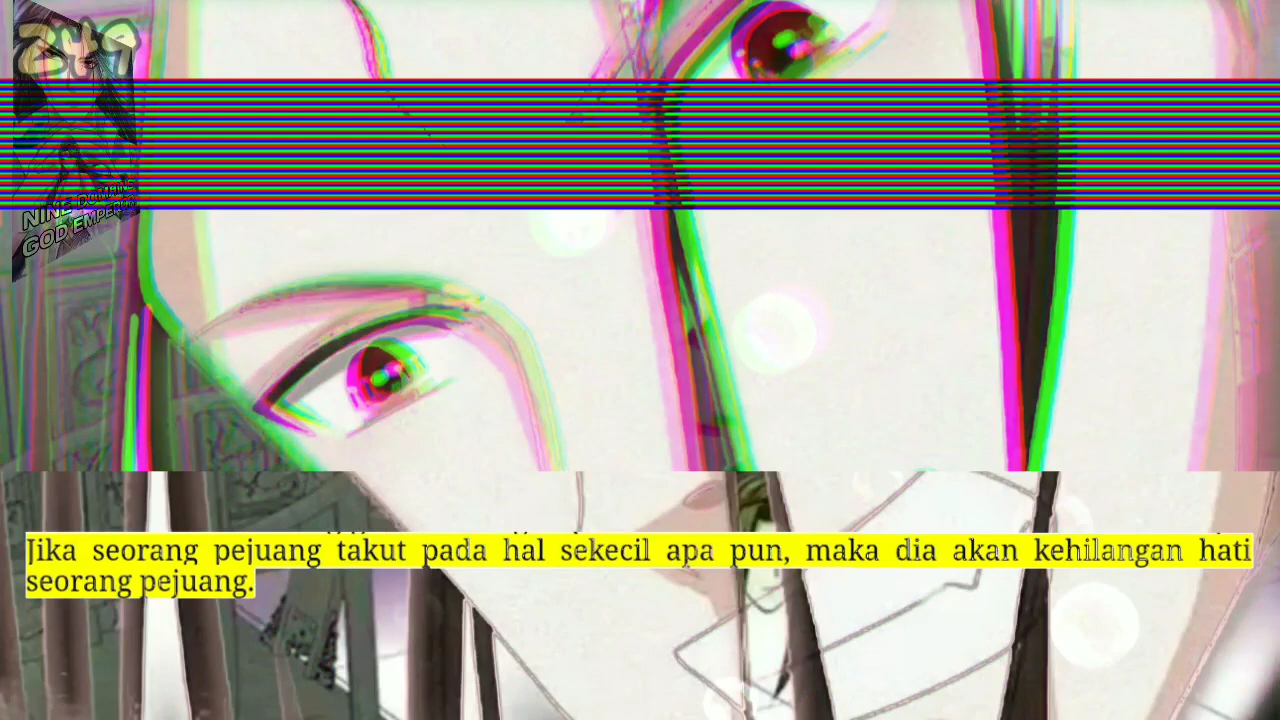 249
NINE DOMAINS
GOD EMPEROR
Jika seorang pejuang takut pada hal sekecil apa pun, maka dia akan kehilangan hati
seorang pejuang.